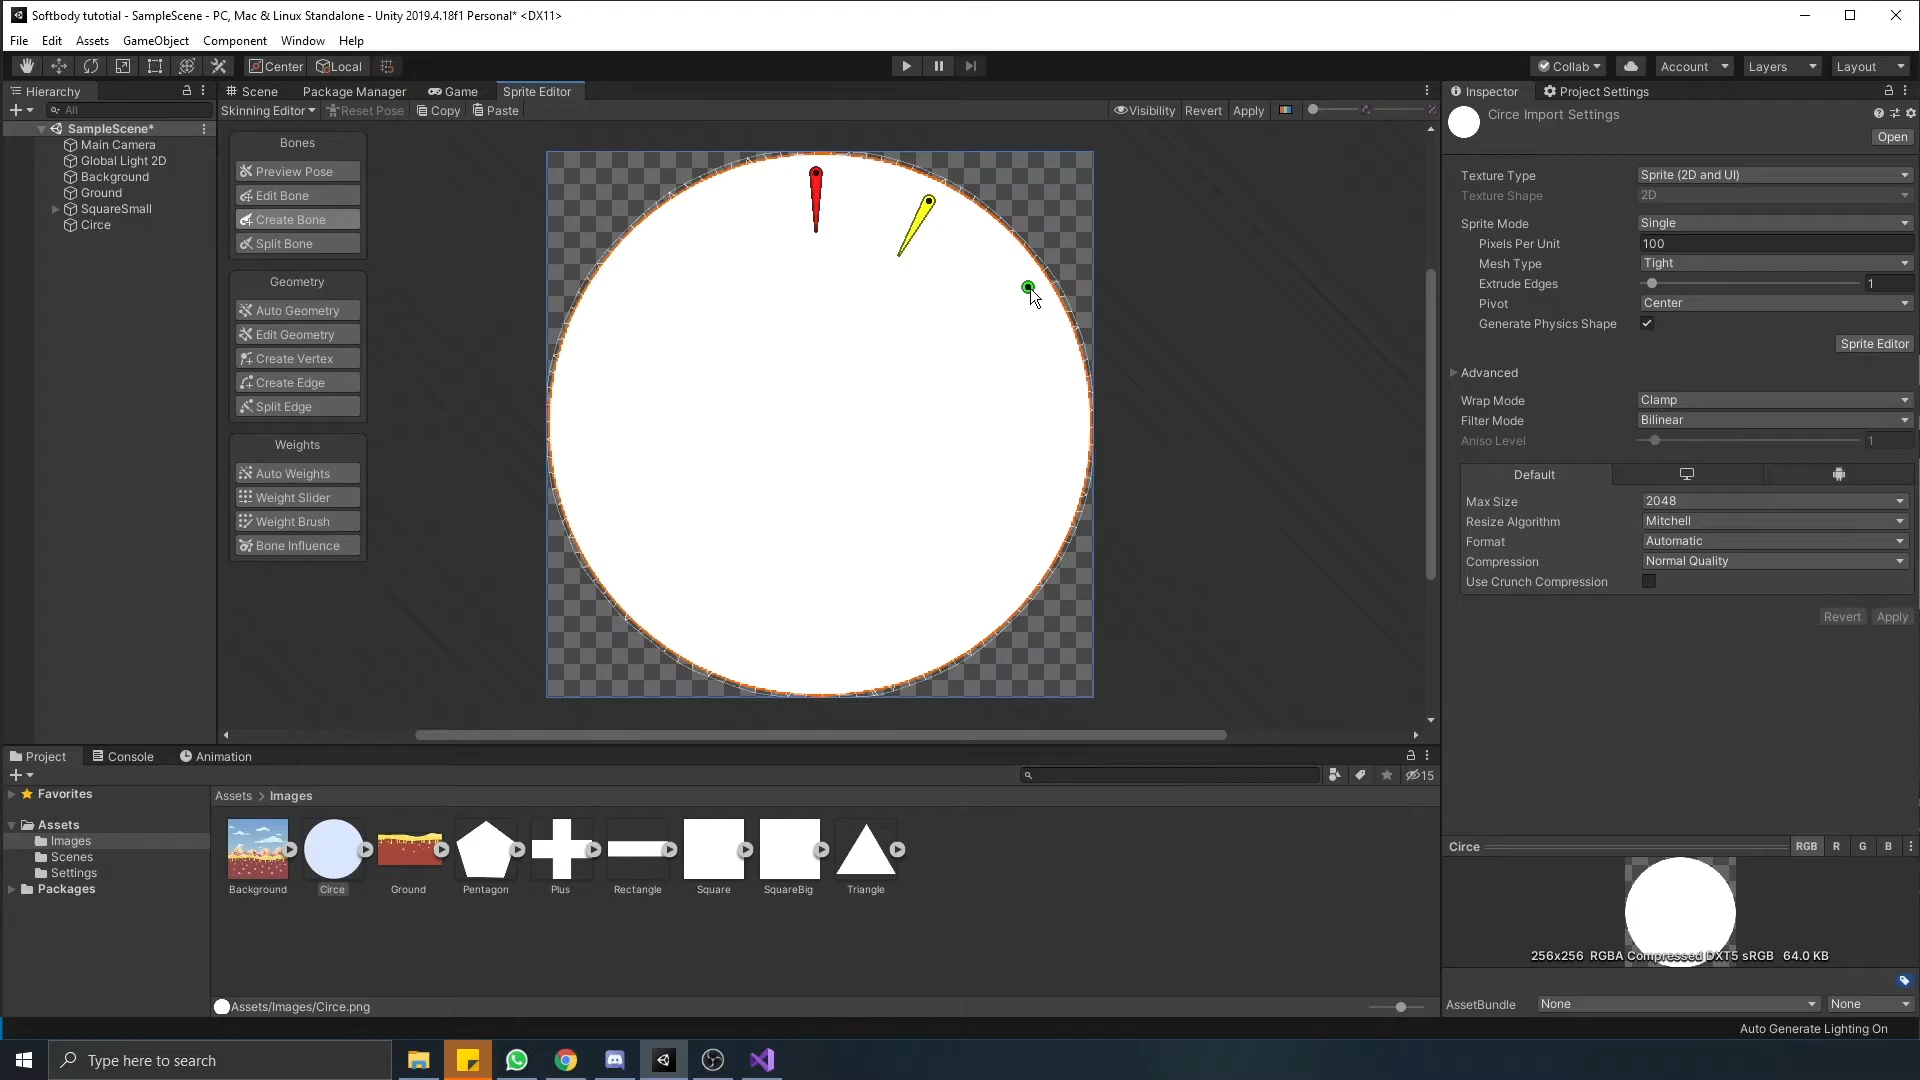 Softbody tutotial - SampleScene - PC, Mac & Linux Standalone - Unity 2019.4.18f1 Personal* <DX11>
File Edit Assets GameObject Component Window Help
Center Local Collab Account Layers Layout
Hierarchy Scene Package Manager Game Sprite Editor Inspector Project Settings
All Skinning Editor Reset Pose Copy Paste Visibility Revert Apply
Circe Import Settings
Open
SampleScene*
Main Camera
Global Light 2D
Background
Ground
SquareSmall
Circe
Bones
Preview Pose
Edit Bone
Create Bone
Split Bone
Geometry
Auto Geometry
Edit Geometry
Create Vertex
Create Edge
Split Edge
Weights
Auto Weights
Weight Slider
Weight Brush
Bone Influence
Texture Type Sprite (2D and UI)
Texture Shape 2D
Sprite Mode Single
Pixels Per Unit 100
Mesh Type Tight
Extrude Edges 1
Pivot Center
Generate Physics Shape
Sprite Editor
Advanced
Wrap Mode Clamp
Filter Mode Bilinear
Aniso Level 1
Default
Max Size 2048
Resize Algorithm Mitchell
Format Automatic
Compression Normal Quality
Use Crunch Compression
Revert Apply
Project Console Animation
15
Favorites
Assets
Images
Scenes
Settings
Packages
Assets > Images
Background Circe Ground Pentagon Plus Rectangle Square SquareBig Triangle
Assets/Images/Circe.png
Circe RGB R G B
256x256 RGBA Compressed DXT5 sRGB 64.0 KB
AssetBundle None None
Auto Generate Lighting On
Type here to search